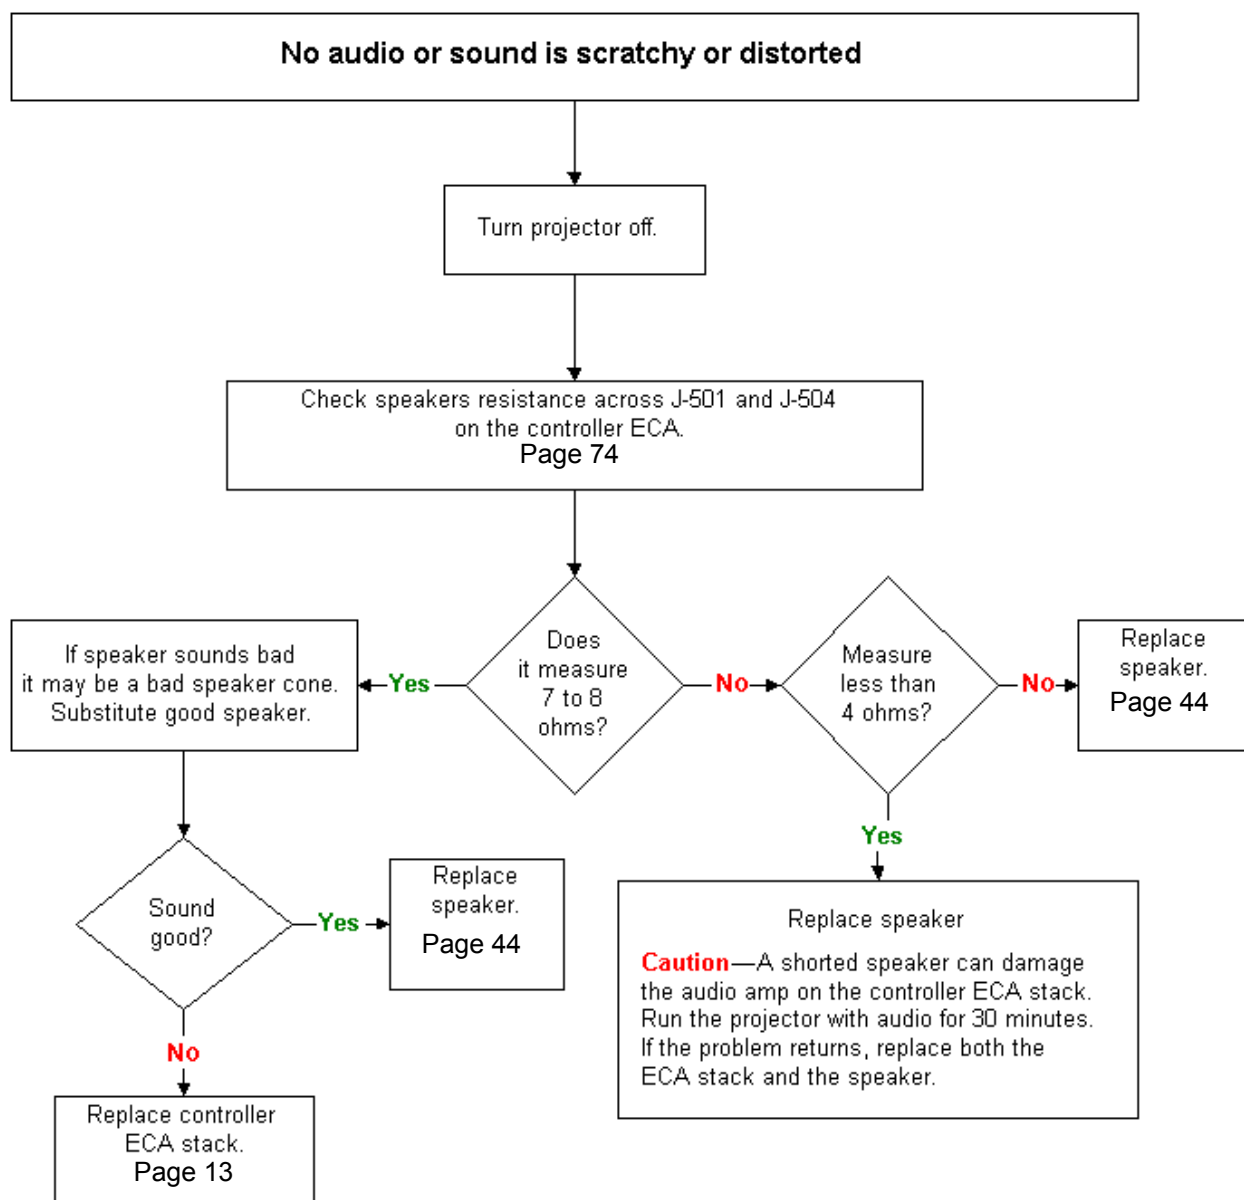 No audio or sound is scratchy or distorted
Turn projector off.
Check speakers resistance across J-501 and J-504
on the controller ECA.
Page 74
Does
it measure
7 to 8
ohms?
Yes
If speaker sounds bad
it may be a bad speaker cone.
Substitute good speaker.
No
Measure
less than
4 ohms?
No
Replace
speaker.
Page 44
Yes
Replace speaker
Caution—A shorted speaker can damage
the audio amp on the controller ECA stack.
Run the projector with audio for 30 minutes.
If the problem returns, replace both the
ECA stack and the speaker.
Sound
good?
Yes
Replace
speaker.
Page 44
No
Replace controller
ECA stack.
Page 13